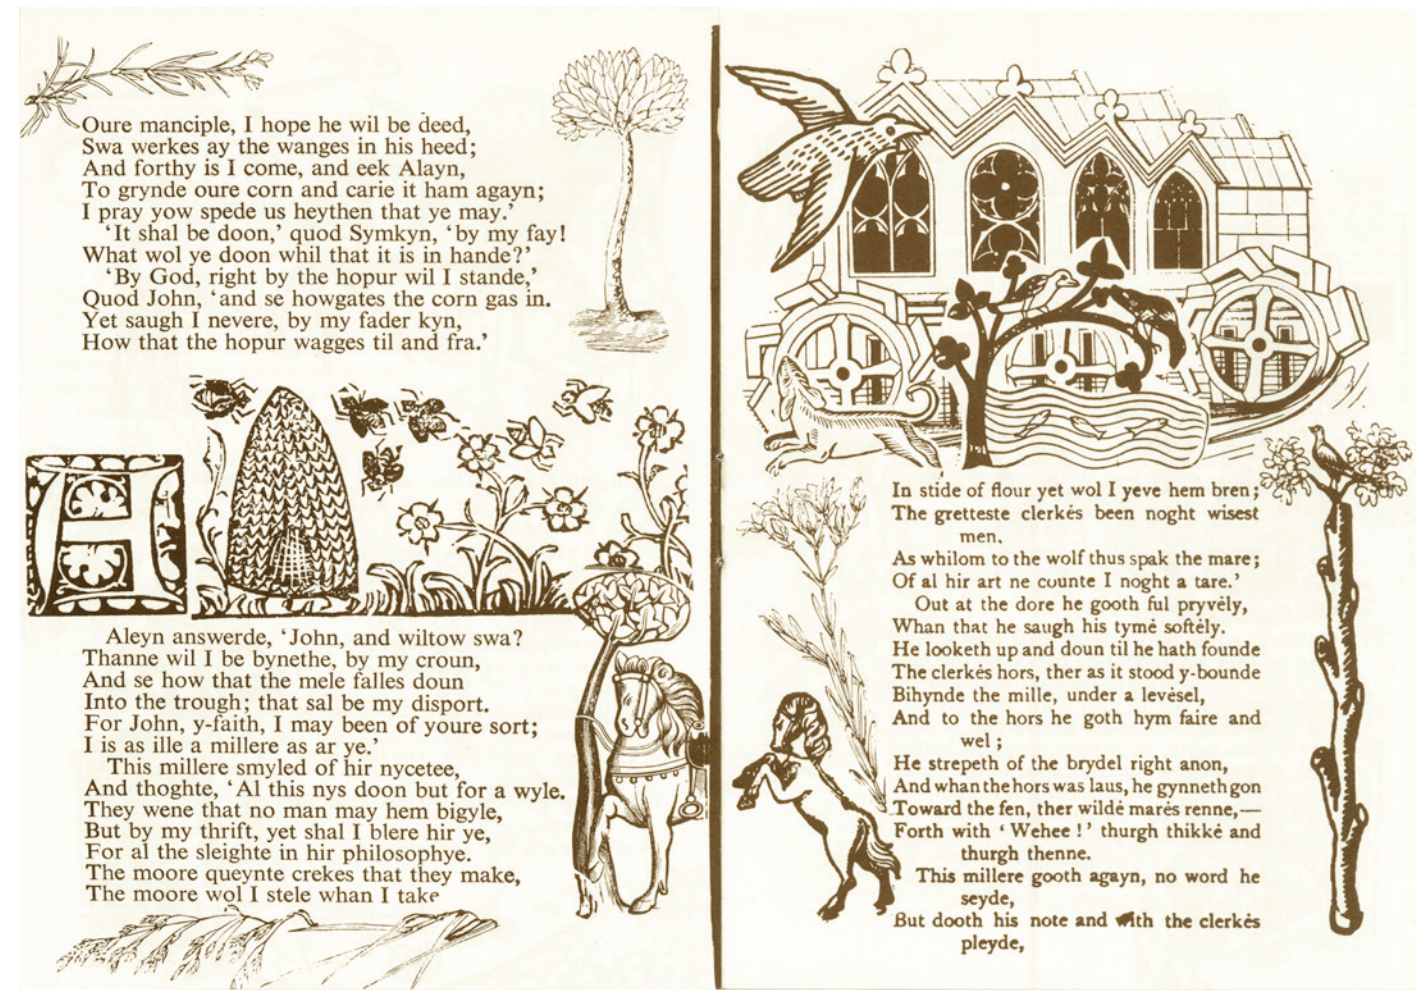 Oure manciple, I hope he wil be deed,
Swa werkes ay the wanges in his heed;
And forthy is I come, and eek Alayn,
To grynde oure corn and carie it ham agayn;
I pray yow spede us heythen that ye may.’
‘It shal be doon,’ quod Symkyn, ‘by my fay!
What wol ye doon whil that it is in hande?’
‘By God, right by the hopur wil I stande,’
Quod John, ‘and se howgates the corn gas in.
Yet saugh I nevere, by my fader kyn,
How that the hopur wagges til and fra.’
H
Aleyn answerde, ‘John, and wiltow swa?
Thanne wil I be bynethe, by my croun,
And se how that the mele falles doun
Into the trough; that sal be my disport.
For John, y-faith, I may been of youre sort;
I is as ille a millere as ar ye.’
This millere smyled of hir nycetee,
And thoghte, ‘Al this nys doon but for a wyle.
They wene that no man may hem bigyle,
But by my thrift, yet shal I blere hir ye,
For al the sleighte in hir philosophye.
The moore queynte crekes that they make,
The moore wol I stele whan I take
In stide of flour yet wol I yeve hem bren;
The gretteste clerkés been noght wisest
men.
As whilom to the wolf thus spak the mare;
Of al hir art ne counte I noght a tare.’
Out at the dore he gooth ful pryvély,
Whan that he saugh his tymé softély.
He looketh up and doun til he hath founde
The clerkés hors, ther as it stood y-bounde
Bihynde the mille, under a levésel,
And to the hors he goth hym faire and
wel;
He strepeth of the brydel right anon,
And whan the hors was laus, he gynneth gon
Toward the fen, ther wildé marés renne,—
Forth with ‘Wehee!’ thurgh thikké and
thurgh thenne.
This millere gooth agayn, no word he
seyde,
But dooth his note and with the clerkés
pleyde,